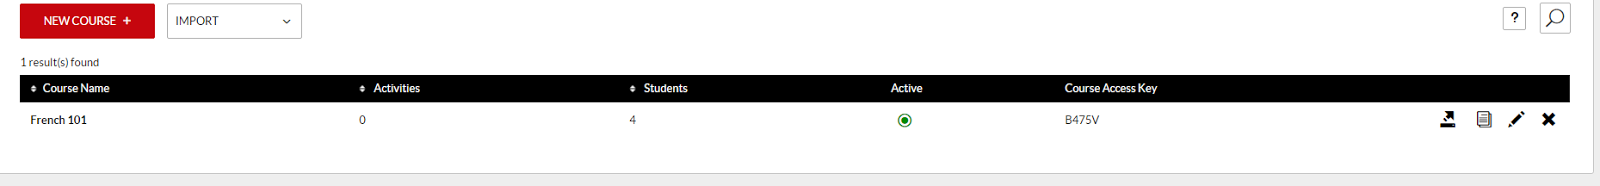 NEW COURSE + IMPORT ?
1 result(s) found
Course Name Activities Students Active Course Access Key
French 101 0 4 B475V